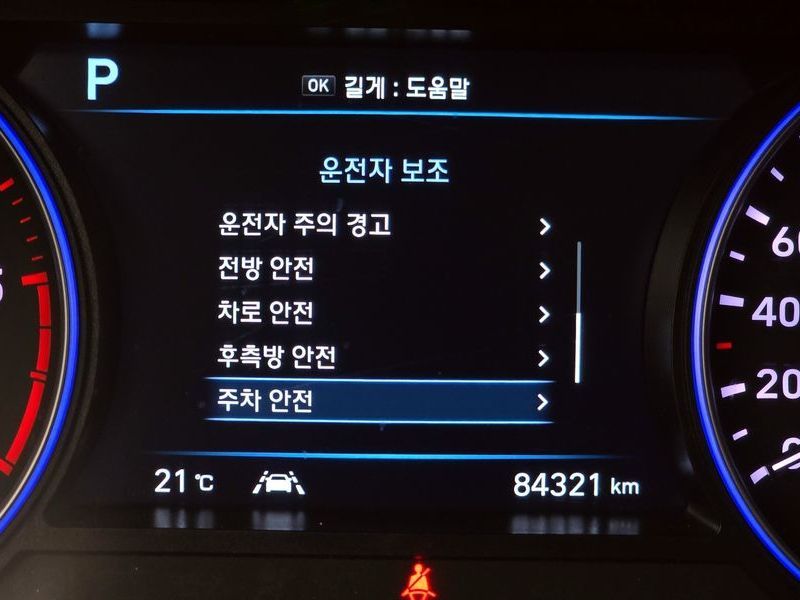 P
OK 길게 : 도움말
운전자 보조
운전자 주의 경고
전방 안전
차로 안전
후측방 안전
주차 안전
21 ℃
84321 km
40
20